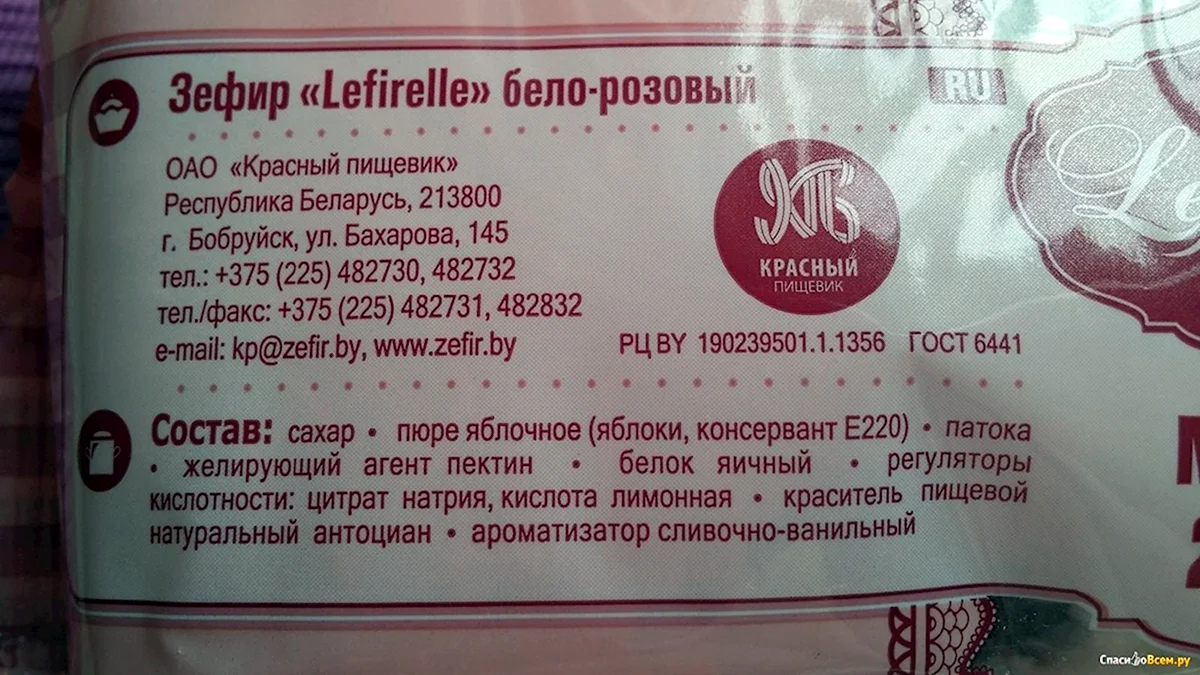 Зефир «Lefirelle» бело-розовый
RU
ОАО «Красный пищевик»
Республика Беларусь, 213800
г. Бобруйск, ул. Бахарова, 145
тел.: +375 (225) 482730, 482732
тел./факс: +375 (225) 482731, 482832
e-mail: kp@zefir.by, www.zefir.by
КРАСНЫЙ
ПИЩЕВИК
РЦ BY 190239501.1.1356 ГОСТ 6441
Состав: сахар • пюре яблочное (яблоки, консервант Е220) • патока
• желирующий агент пектин • белок яичный • регуляторы
кислотности: цитрат натрия, кислота лимонная • краситель пищевой
натуральный антоциан • ароматизатор сливочно-ванильный
СпасибоВсем.ру